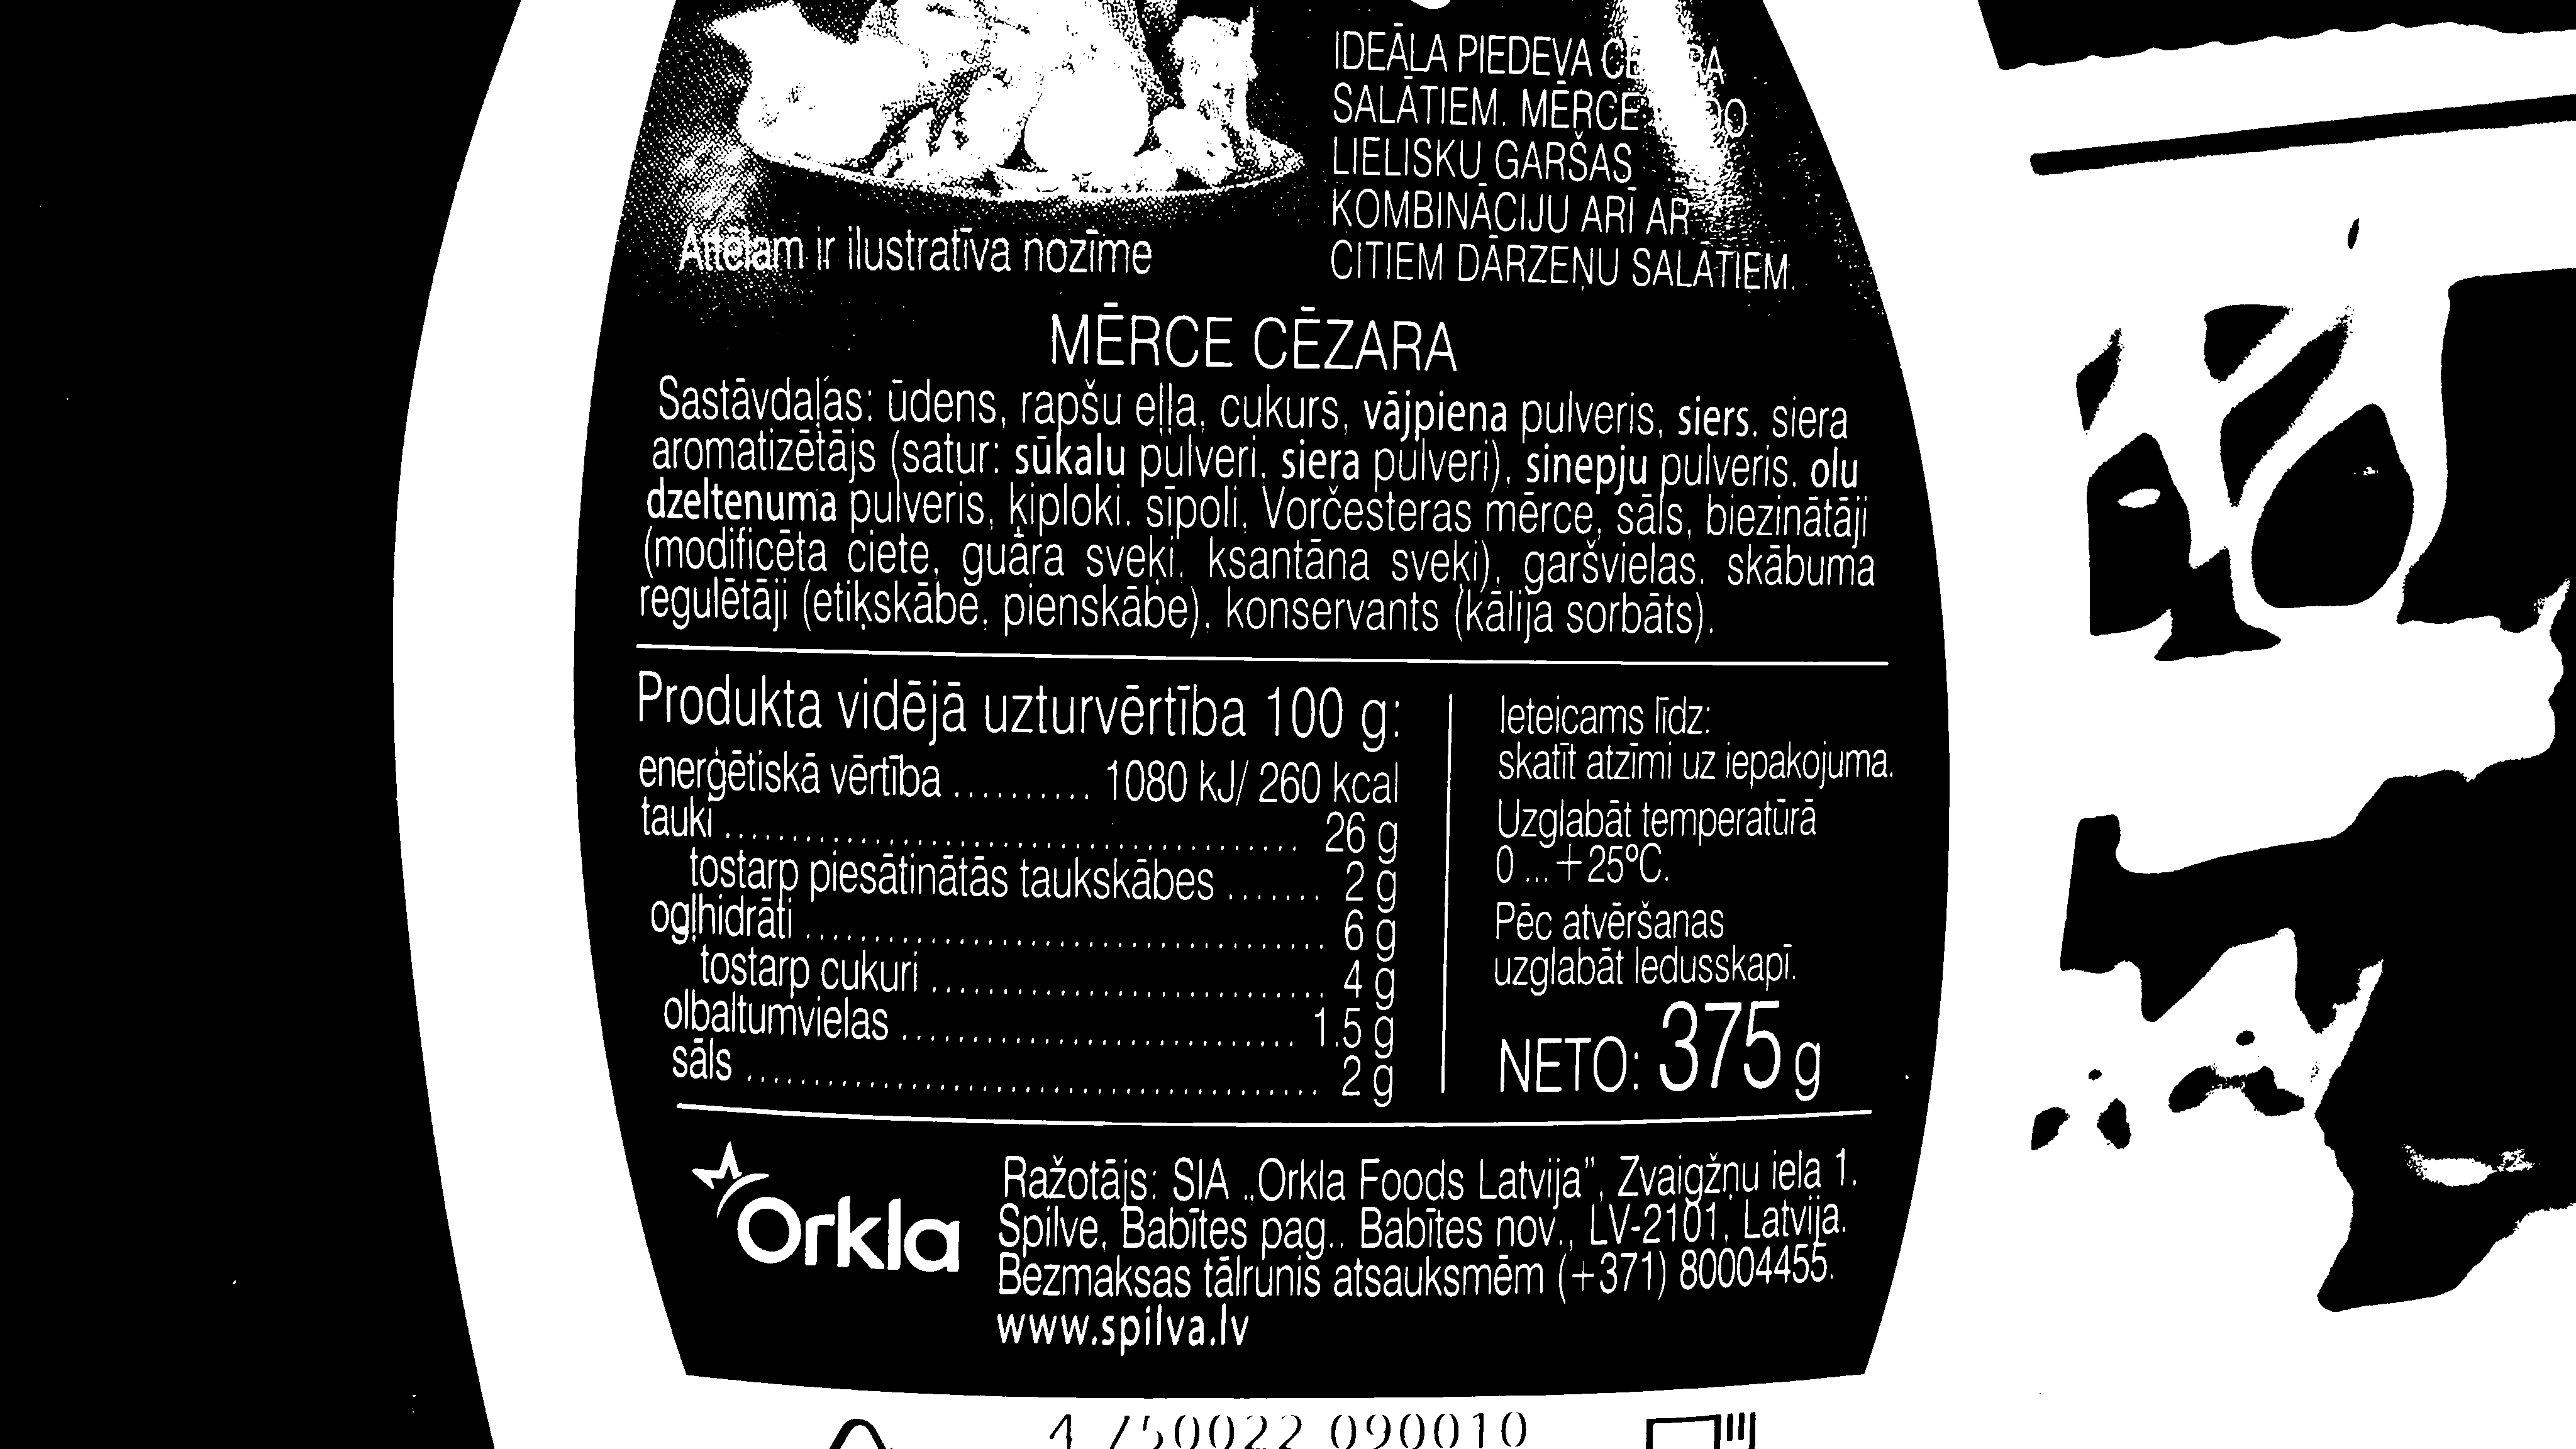 IDEĀLA PIEDEVA
SALĀTIEM. MĒRCE
LIELISKU GARŠAS
KOMBINĀCIJU ARĪ AR
CITIEM DĀRZEŅU SALĀTIEM.
Attēlam ir ilustratīva nozīme
MĒRCE CĒZARA
Sastāvdaļas: ūdens, rapšu eļļa, cukurs, vājpiena pulveris, siers, siera
aromatizētājs (satur: sūkalu pulveri, siera pulveri), sinepju pulveris, olu
dzeltenuma pulveris, ķiploki, sīpoli, Vorčesteras mērce, sāls, biezinātāji
(modificēta ciete, guāra sveķi, ksantāna sveķi), garšvielas, skābuma
regulētāji (etiķskābe, pienskābe), konservants (kālija sorbāts).
Produkta vidējā uzturvērtība 100 g:
enerģētiskā vērtība .......... 1080 kJ/ 260 kcal
tauki .......................................... 26 g
tostarp piesātinātās taukskābes ....... 2 g
ogļhidrāti ...................................... 6 g
tostarp cukuri ............................ 4 g
olbaltumvielas ............................ 1,5 g
sāls .......................................... 2 g
Ieteicams līdz:
skatīt atzīmi uz iepakojuma.
Uzglabāt temperatūrā
0 ... +25°C.
Pēc atvēršanas
uzglabāt ledusskapī.
NETO: 375 g
Orkla
Ražotājs: SIA „Orkla Foods Latvija”, Zvaigžņu iela 1,
Spilve, Babītes pag., Babītes nov., LV-2101, Latvija.
Bezmaksas tālrunis atsauksmēm (+371) 80004455.
www.spilva.lv
4 750022 090010